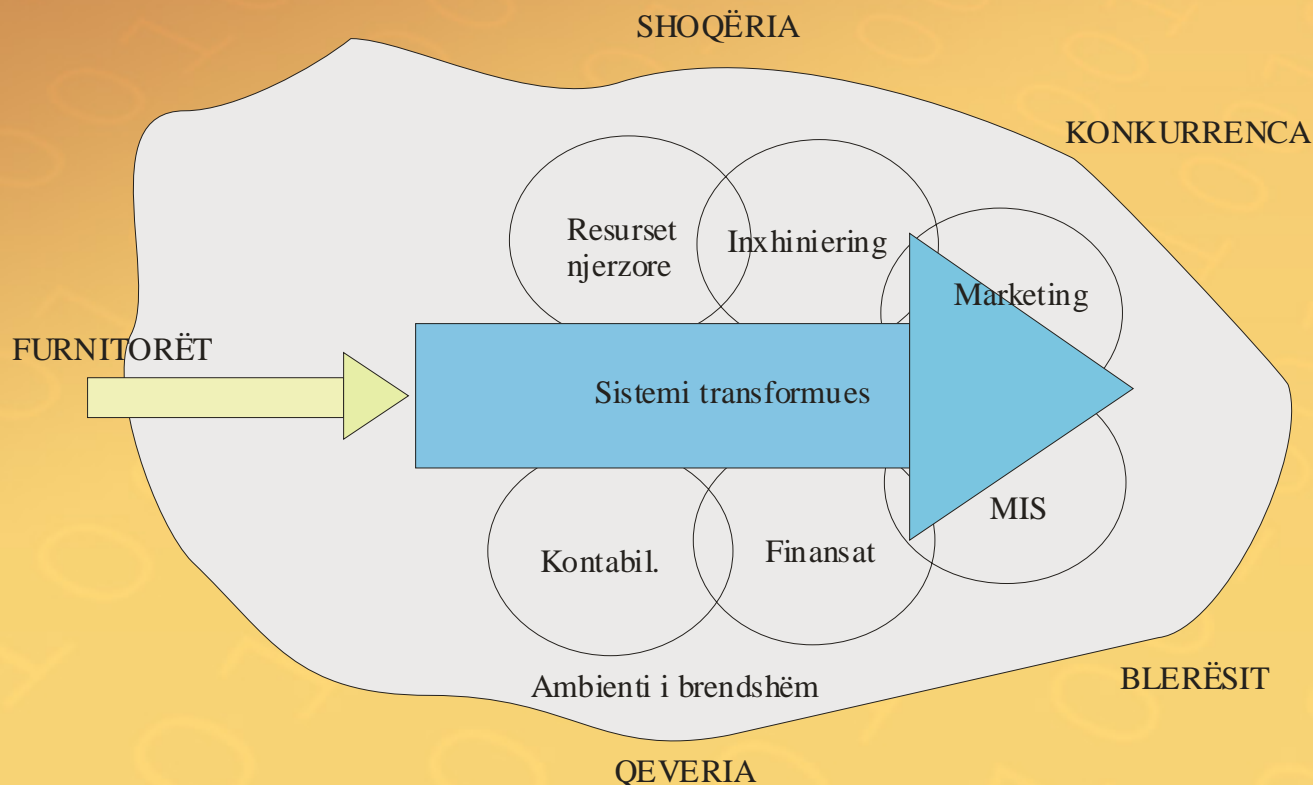 SHOQËRIA
KONKURRENCA
Resurset
njerzore
Inxhiniering
Marketing
FURNITORËT
Sistemi transformues
MIS
Kontabil.
Finansat
Ambienti i brendshëm
BLERËSIT
QEVERIA